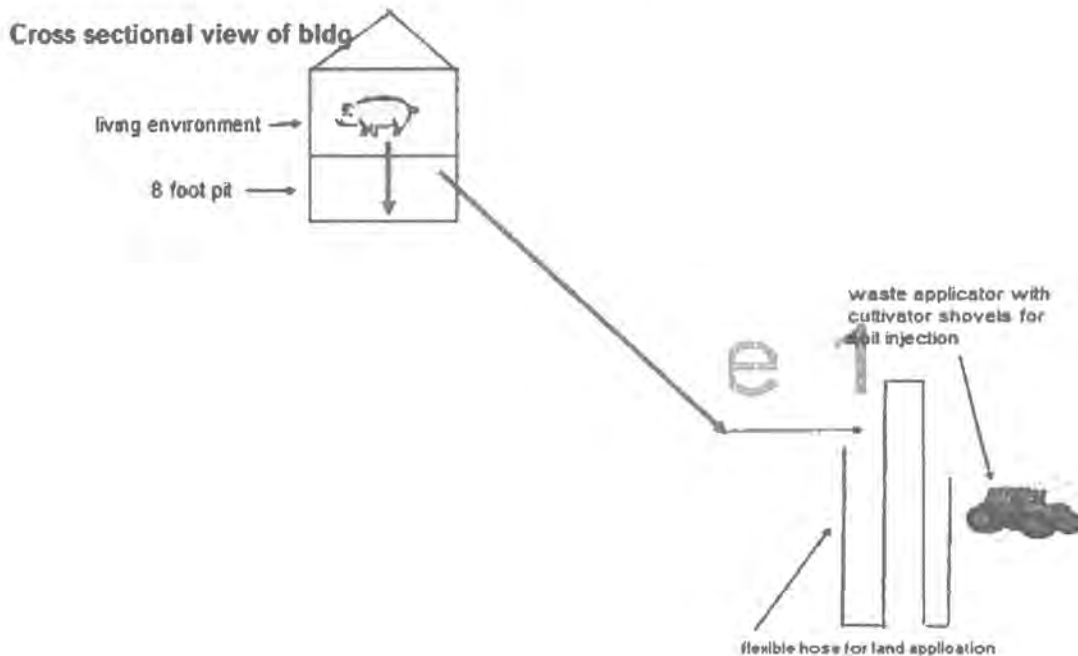 Cross sectional view of bldg
living environment
8 foot pit
waste applicator with
cultivator shovels for
soil injection
e 1
flexible hose for land application